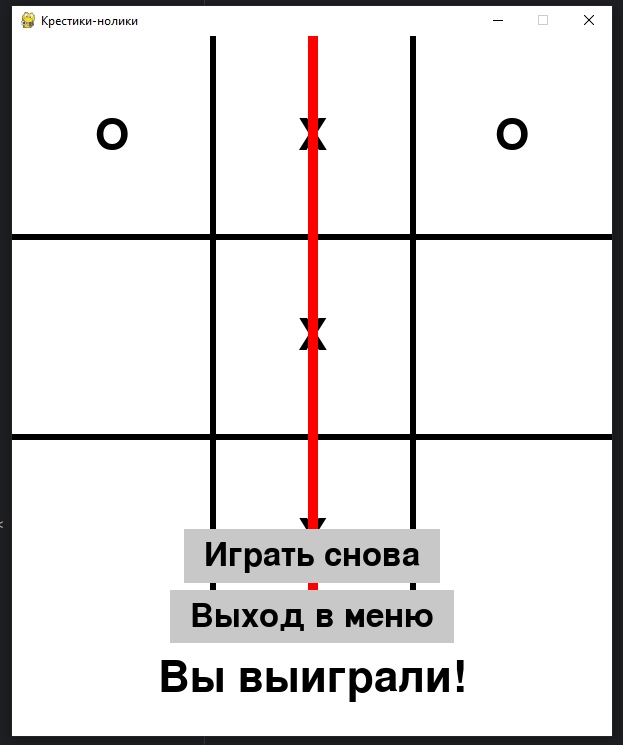 Крестики-нолики
O X O
X
X
Играть снова
Выход в меню
Вы выиграли!